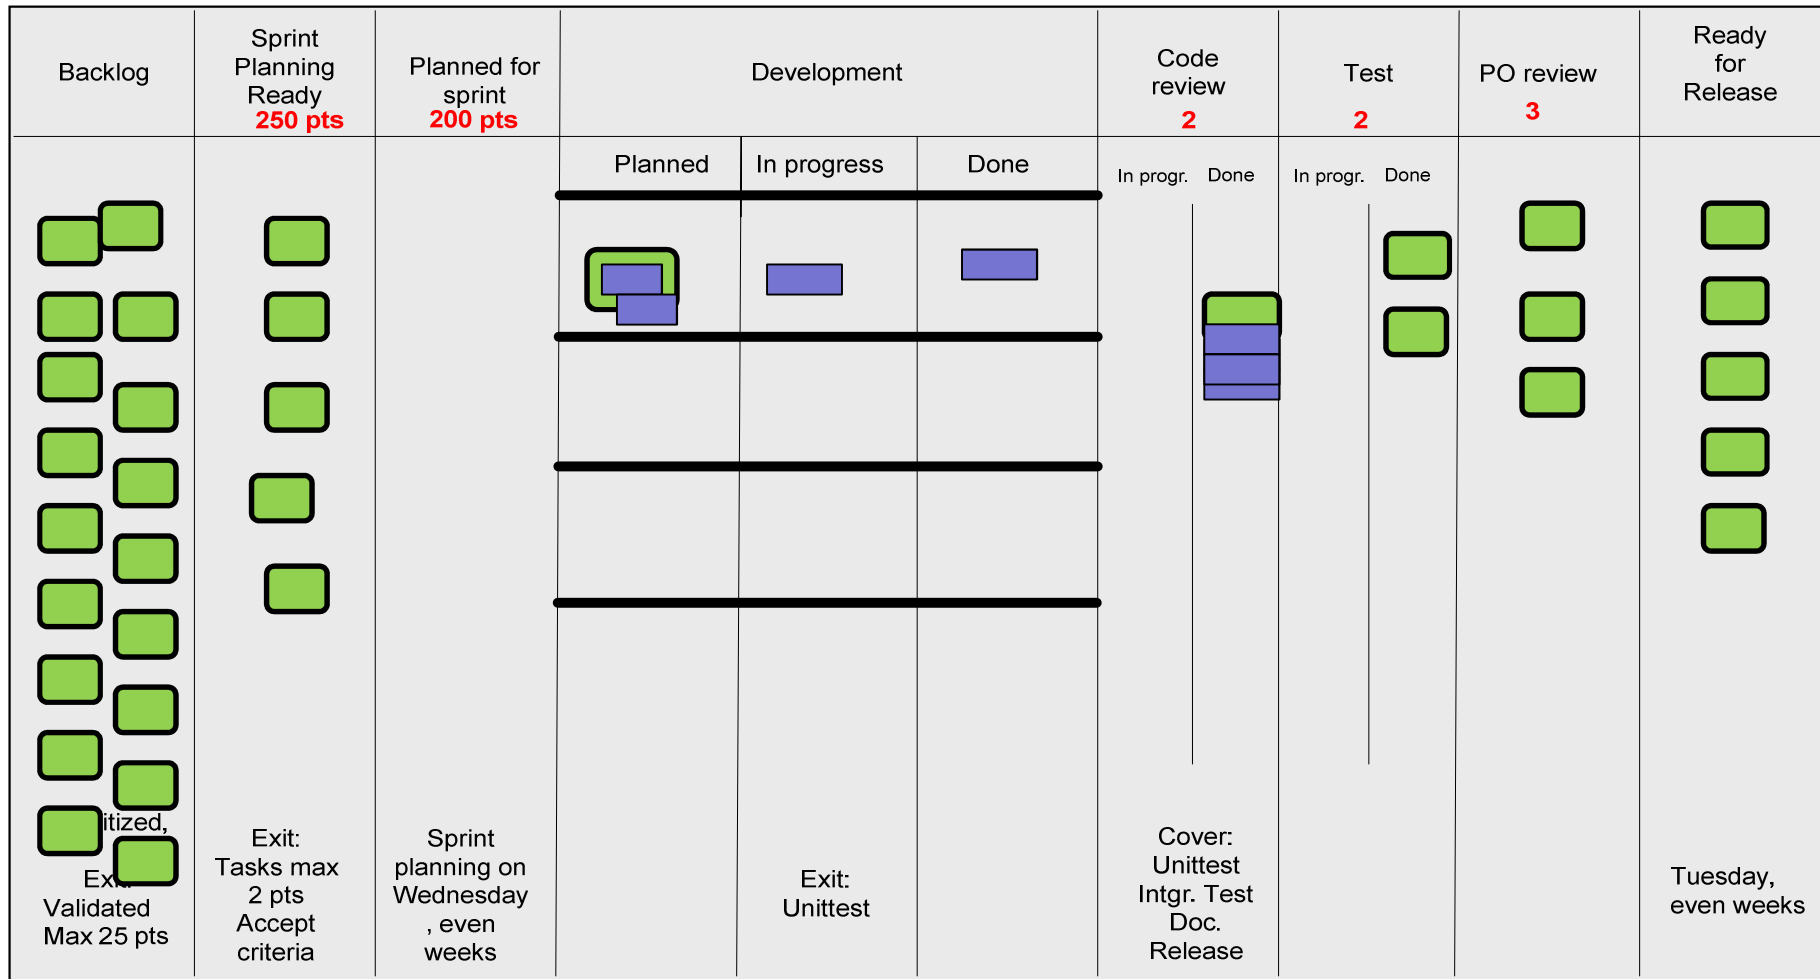 Backlog
Sprint
Planning
Ready
250 pts
Planned for
sprint
200 pts
Development
Code
review
2
Test
2
PO review
3
Ready
for
Release
Planned
In progress
Done
In progr.
Done
In progr.
Done
Validated
Max 25 pts
Exit:
Tasks max
2 pts
Accept
criteria
Sprint
planning on
Wednesday
, even
weeks
Exit:
Unittest
Cover:
Unittest
Intgr. Test
Doc.
Release
Tuesday,
even weeks